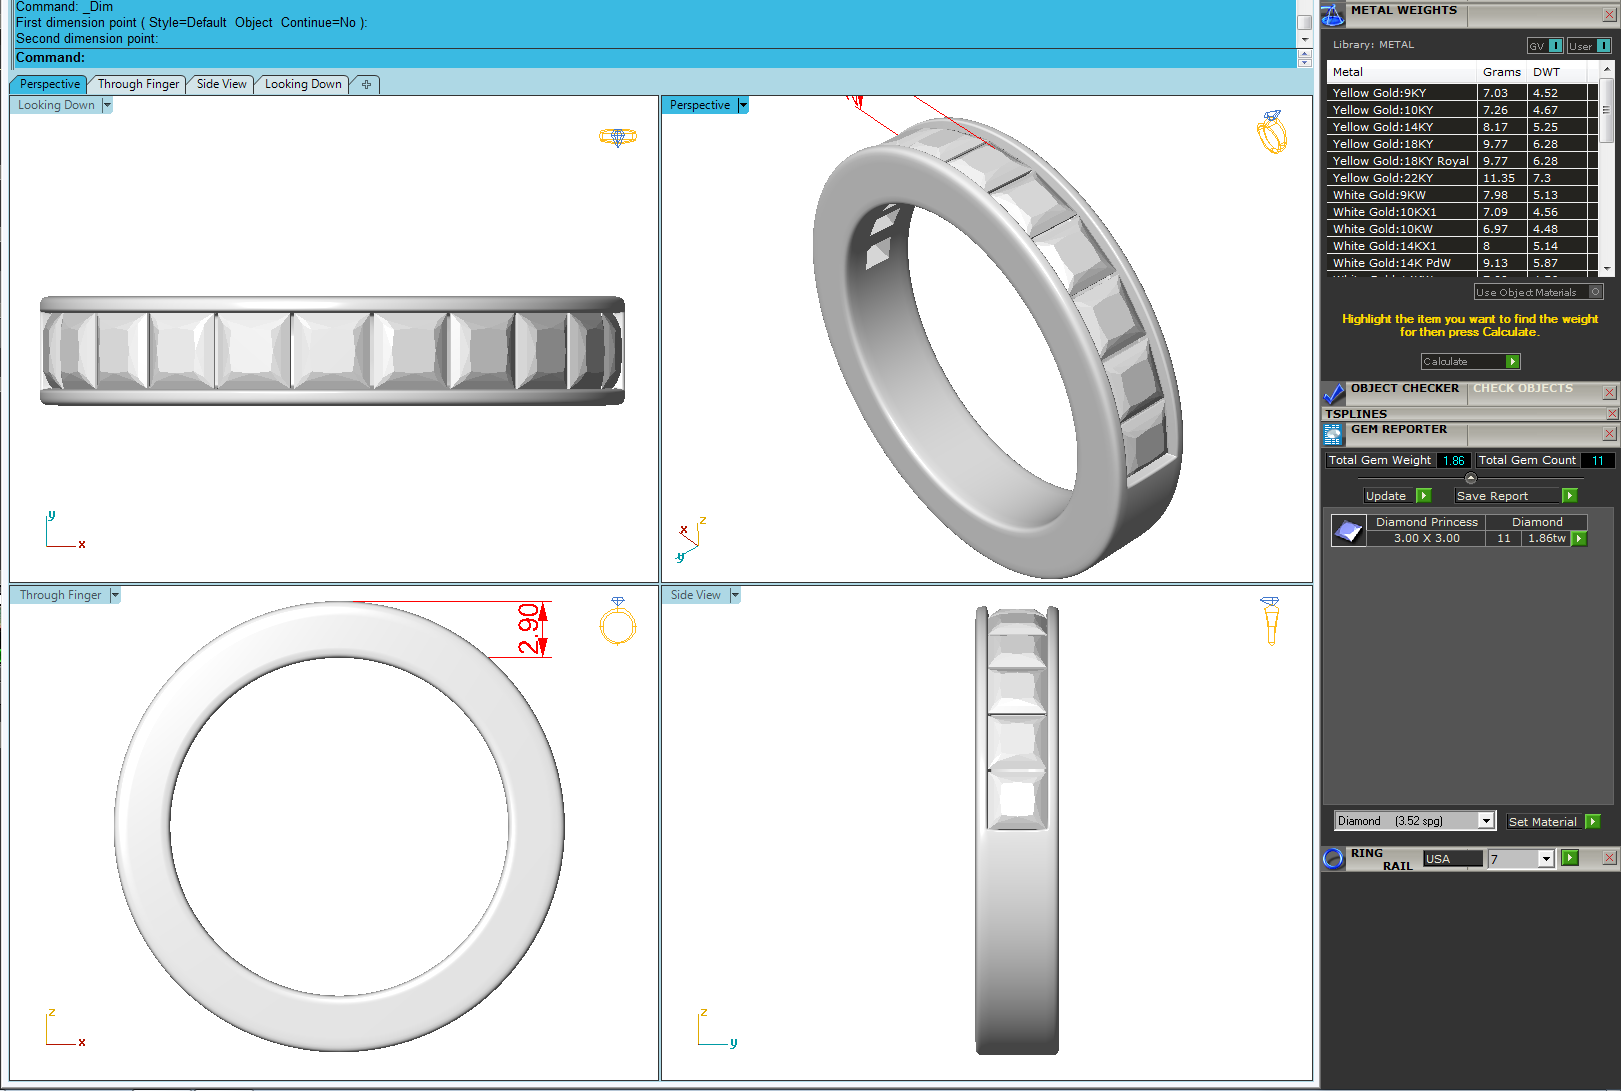 Command: _Dim
First dimension point ( Style=Default  Object  Continue=No ):
Second dimension point:
Command:
Perspective
Through Finger
Side View
Looking Down
Looking Down
Perspective
y
x
x
z
y
Through Finger
2.90
z
x
Side View
z
y
METAL WEIGHTS
Library: METAL
GV I
User I
Metal Grams DWT
Yellow Gold:9KY 7.03 4.52
Yellow Gold:10KY 7.26 4.67
Yellow Gold:14KY 8.17 5.25
Yellow Gold:18KY 9.77 6.28
Yellow Gold:18KY Royal 9.77 6.28
Yellow Gold:22KY 11.35 7.3
White Gold:9KW 7.98 5.13
White Gold:10KX1 7.09 4.56
White Gold:10KW 6.97 4.48
White Gold:14KX1 8 5.14
White Gold:14K PdW 9.13 5.87
Use Object Materials
Highlight the item you want to find the weight
for then press Calculate.
Calculate
OBJECT CHECKER CHECK OBJECTS
TSPLINES
GEM REPORTER
Total Gem Weight 1.86 Total Gem Count 11
Update Save Report
Diamond Princess Diamond
3.00 X 3.00 11 1.86tw
Diamond (3.52 spg) Set Material
RING
RAIL USA 7